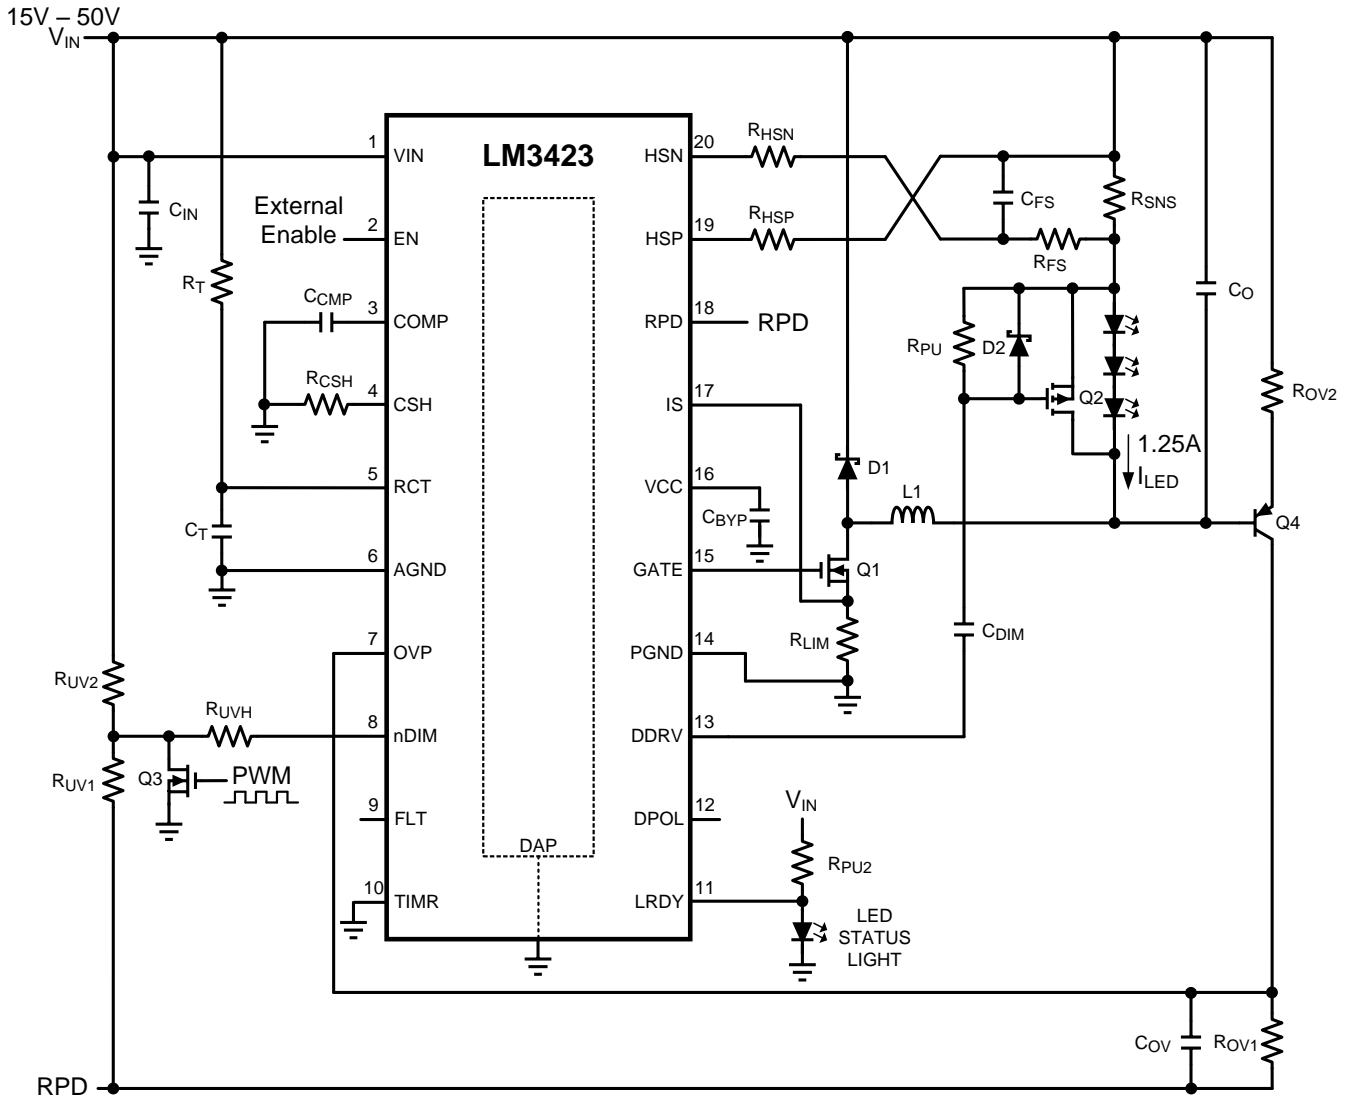 15V – 50V
VIN
LM3423
1 VIN
CIN
External
Enable
2 EN
RT
CCMP
3 COMP
RCSH
4 CSH
5 RCT
CT
6 AGND
7 OVP
RUV2
RUVH
8 nDIM
RUV1
Q3
PWM
9 FLT
10 TIMR
DAP
HSN 20
RHSN
HSP 19
RHSP
RPD 18
RPD
IS 17
VCC 16
CBYP
GATE 15
PGND 14
DDRV 13
DPOL 12
LRDY 11
CFS
RSNS
RFS
RPU
D2
Q2
CO
ROV2
1.25A
ILED
D1
L1
Q4
Q1
RLIM
CDIM
VIN
RPU2
LED
STATUS
LIGHT
COV
ROV1
RPD